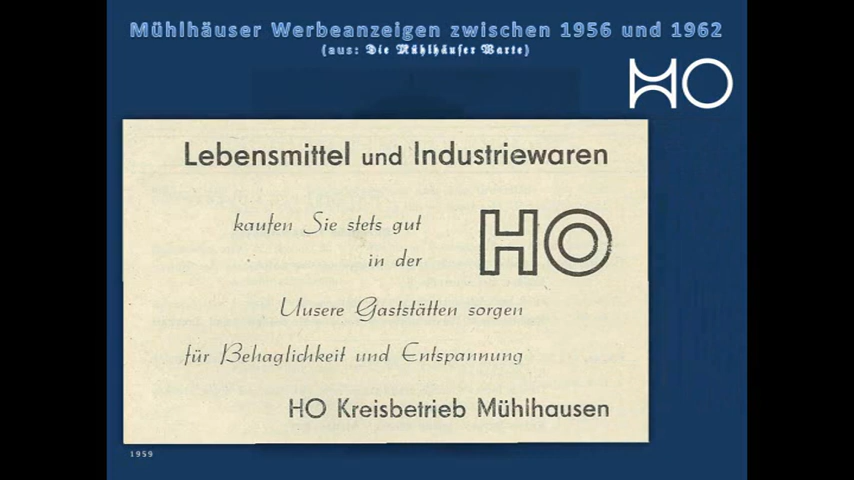 Mühlhäuser Werbeanzeigen zwischen 1956 und 1962
(aus: Die Mühlhäuser Warte)
HO
Lebensmittel und Industriewaren
kaufen Sie stets gut
in der HO
Unsere Gaststätten sorgen
für Behaglichkeit und Entspannung
HO Kreisbetrieb Mühlhausen
1959